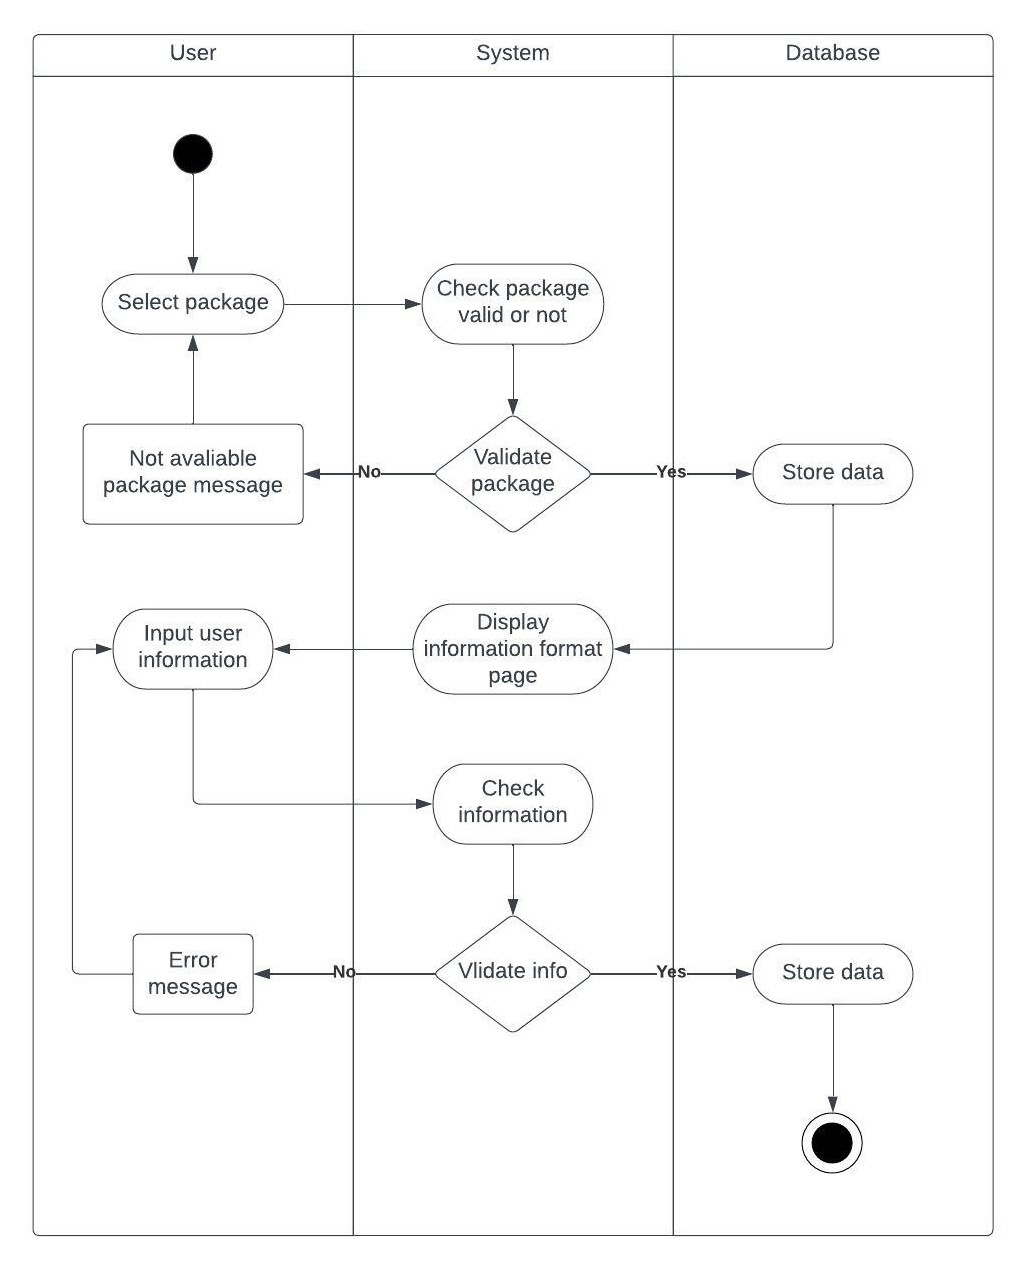 User
System
Database
Select package
Check package
valid or not
Not avaliable
package message
No
Validate
package
Yes
Store data
Input user
information
Display
information format
page
Check
information
Error
message
No
Vlidate info
Yes
Store data